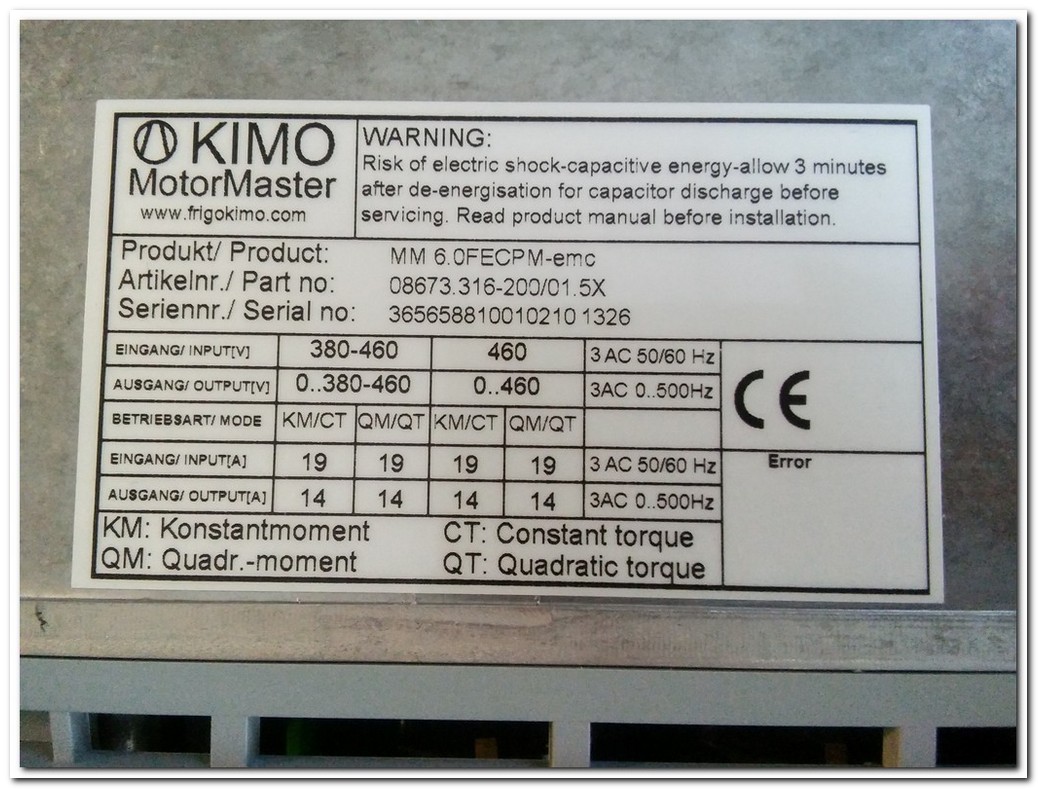 KIMO
MotorMaster
www.frigokimo.com
WARNING:
Risk of electric shock-capacitive energy-allow 3 minutes
after de-energisation for capacitor discharge before
servicing. Read product manual before installation.
Produkt/ Product: MM 6.0FECPM-emc
Artikelnr./ Part no: 08673.316-200/01.5X
Seriennr./ Serial no: 365658810010210 1326
EINGANG/ INPUT[V] 380-460 460 3 AC 50/60 Hz
AUSGANG/ OUTPUT[V] 0..380-460 0..460 3AC 0..500Hz
BETRIEBSART/ MODE KM/CT QM/QT KM/CT QM/QT
EINGANG/ INPUT[A] 19 19 19 19 3 AC 50/60 Hz
AUSGANG/ OUTPUT[A] 14 14 14 14 3AC 0..500Hz
KM: Konstantmoment CT: Constant torque
QM: Quadr.-moment QT: Quadratic torque
CE
Error